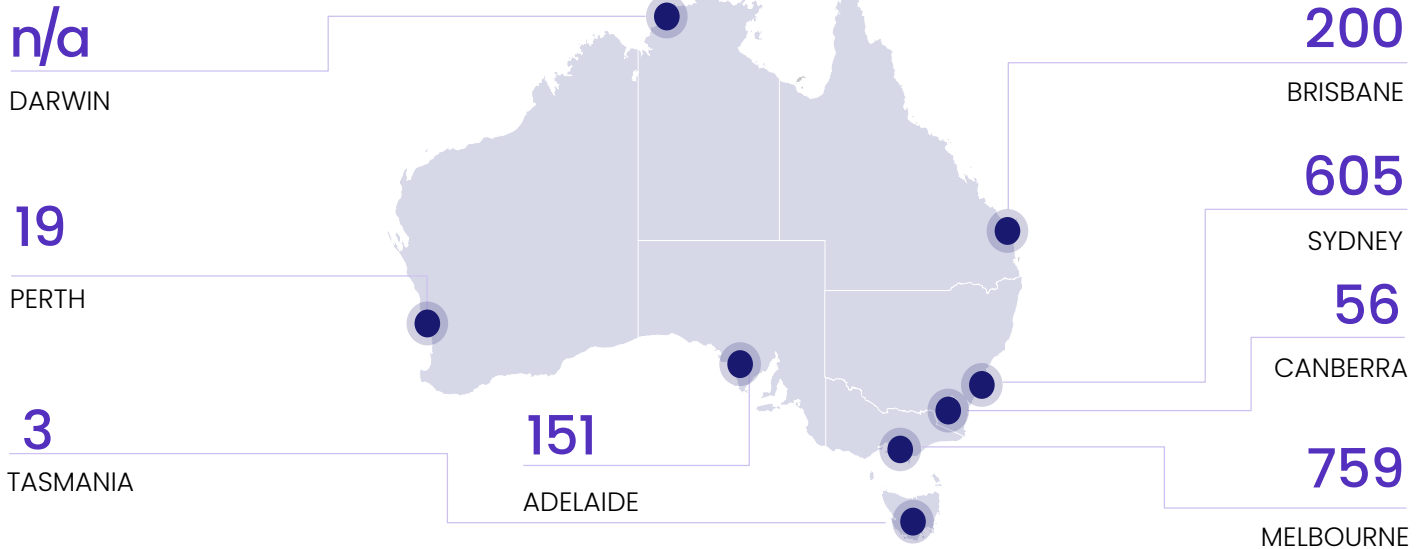 n/a
DARWIN
19
PERTH
3
TASMANIA
151
ADELAIDE
200
BRISBANE
605
SYDNEY
56
CANBERRA
759
MELBOURNE